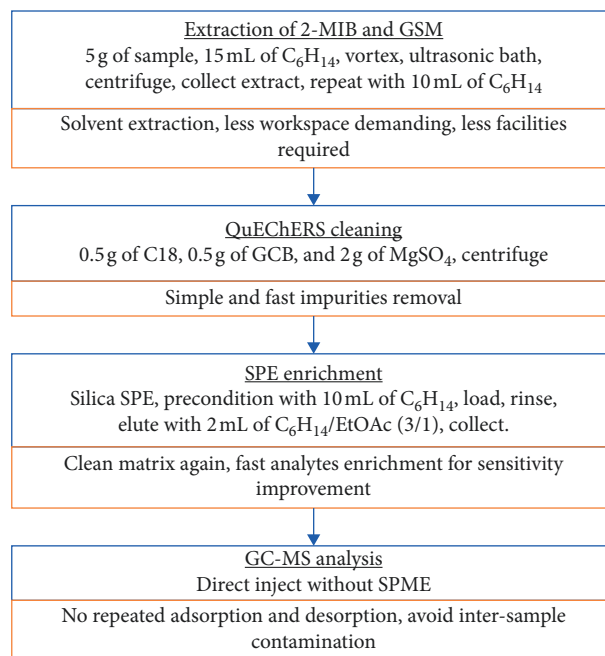 Extraction of 2-MIB and GSM
5 g of sample, 15 mL of C₆H₁₄, vortex, ultrasonic bath,
centrifuge, collect extract, repeat with 10 mL of C₆H₁₄
Solvent extraction, less workspace demanding, less facilities
required
QuEChERS cleaning
0.5 g of C18, 0.5 g of GCB, and 2 g of MgSO₄, centrifuge
Simple and fast impurities removal
SPE enrichment
Silica SPE, precondition with 10 mL of C₆H₁₄, load, rinse,
elute with 2 mL of C₆H₁₄/EtOAc (3/1), collect.
Clean matrix again, fast analytes enrichment for sensitivity
improvement
GC-MS analysis
Direct inject without SPME
No repeated adsorption and desorption, avoid inter-sample
contamination